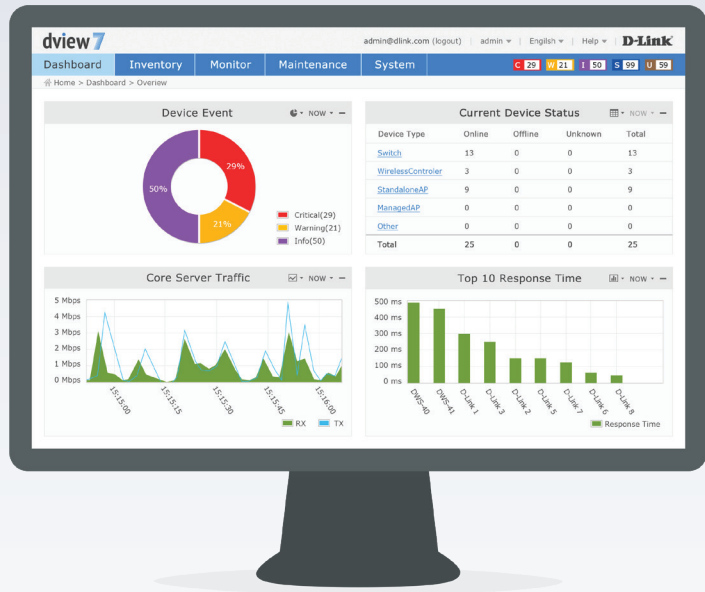 dview 7
admin@dlink.com (logout) | admin | English | Help | D-Link
Dashboard Inventory Monitor Maintenance System C 29 W 21 I 50 S 99 U 59
Home > Dashboard > Overiew
Device Event NOW
29%
50%
21%
Critical(29)
Warning(21)
Info(50)
Current Device Status NOW
Device Type Online Offline Unknown Total
Switch 13 0 0 13
WirelessControler 3 0 0 3
StandaloneAP 9 0 0 9
ManagedAP 0 0 0 0
Other 0 0 0 0
Total 25 0 0 25
Core Server Traffic NOW
5 Mbps
4 Mbps
3 Mbps
2 Mbps
1 Mbps
0 Mbps
15:15:00 15:15:15 15:15:30 15:15:45 15:16:00
RX TX
Top 10 Response Time NOW
500 ms
400 ms
300 ms
200 ms
100 ms
0 ms
DWS-40 DWS-41 D-Link 1 D-Link 3 D-Link 2 D-Link 5 D-Link 7 D-Link 6 D-Link 8
Response Time